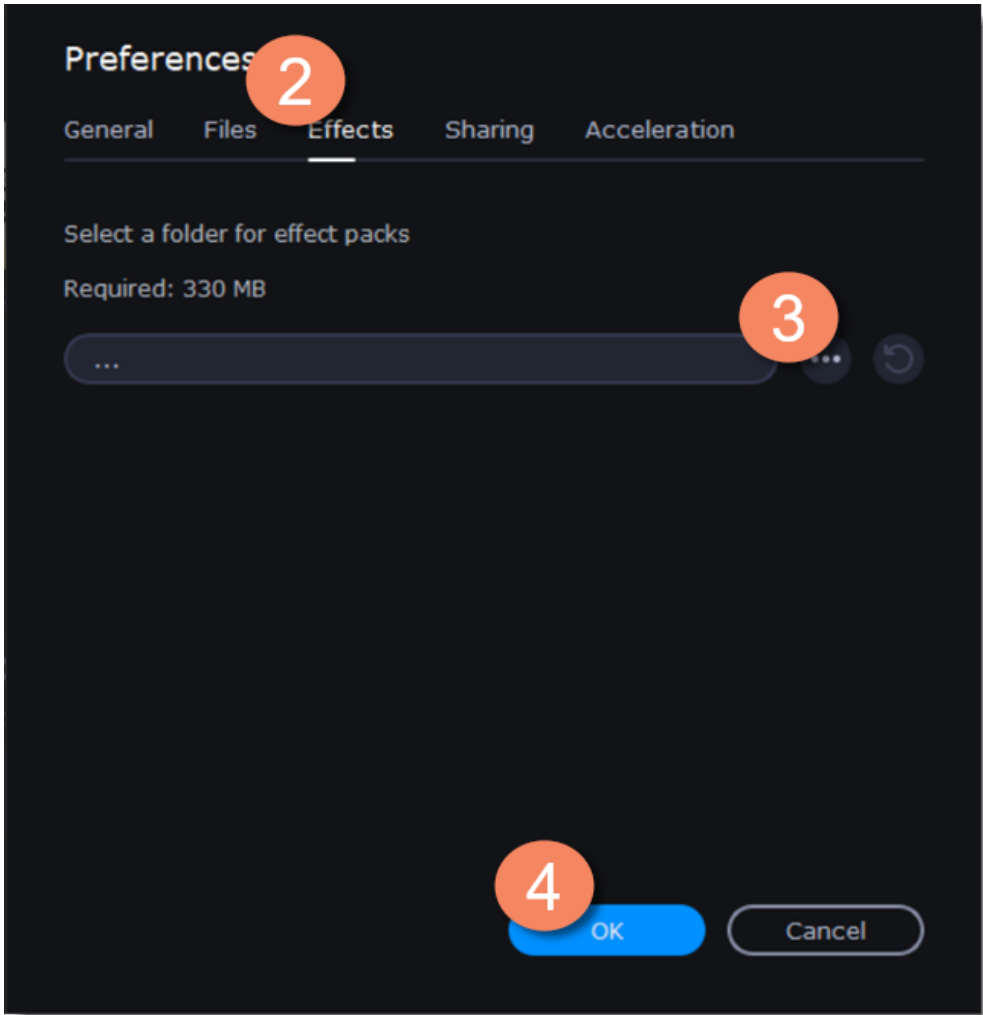 Preferences
2
General Files Effects Sharing Acceleration
Select a folder for effect packs
Required: 330 MB
3
...
4
OK Cancel